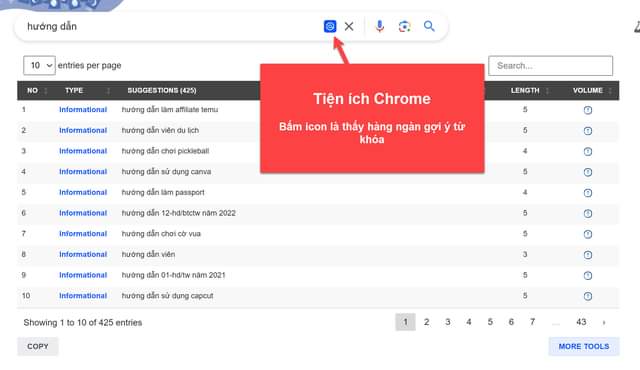 hướng dẫn
10 entries per page
Search...
NO TYPE SUGGESTIONS (425) LENGTH VOLUME
Tiện ích Chrome
Bấm icon là thấy hàng ngàn gợi ý từ
khóa
1 Informational hướng dẫn làm affiliate temu 5
2 Informational hướng dẫn viên du lịch 5
3 Informational hướng dẫn chơi pickleball 4
4 Informational hướng dẫn sử dụng canva 5
5 Informational hướng dẫn làm passport 4
6 Informational hướng dẫn 12-hd/btctw năm 2022 5
7 Informational hướng dẫn chơi cờ vua 5
8 Informational hướng dẫn viên 3
9 Informational hướng dẫn 01-hd/tw năm 2021 5
10 Informational hướng dẫn sử dụng capcut 5
Showing 1 to 10 of 425 entries
1 2 3 4 5 6 7 ... 43 ›
COPY
MORE TOOLS